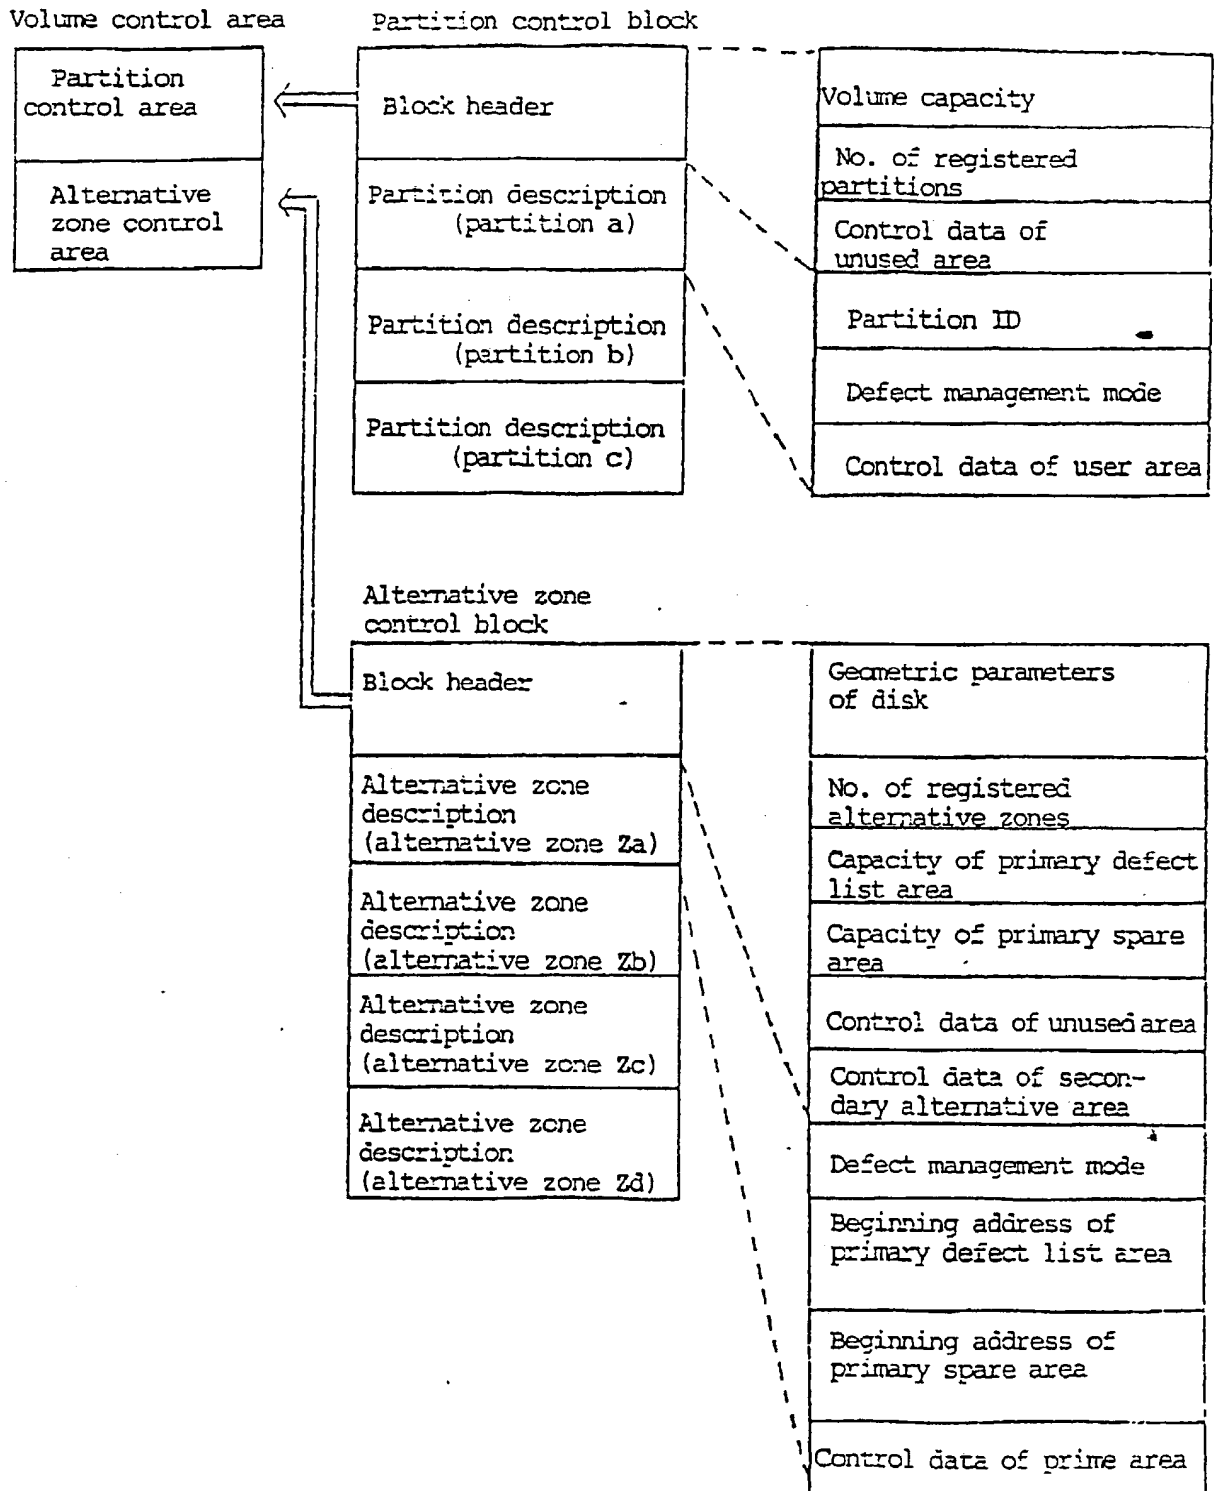 Volume control area
Partition control block
Partition
control area
Alternative
zone control
area
Block header
Partition description
(partition a)
Partition description
(partition b)
Partition description
(partition c)
Volume capacity
No. of registered
partitions
Control data of
unused area
Partition ID
Defect management mode
Control data of user area
Alternative zone
control block
Block header
Alternative zone
description
(alternative zone Za)
Alternative zone
description
(alternative zone Zb)
Alternative zone
description
(alternative zone Zc)
Alternative zone
description
(alternative zone Zd)
Geometric parameters
of disk
No. of registered
alternative zones
Capacity of primary defect
list area
Capacity of primary spare
area
Control data of unused area
Control data of secon-
dary alternative area
Defect management mode
Beginning address of
primary defect list area
Beginning address of
primary spare area
Control data of prime area